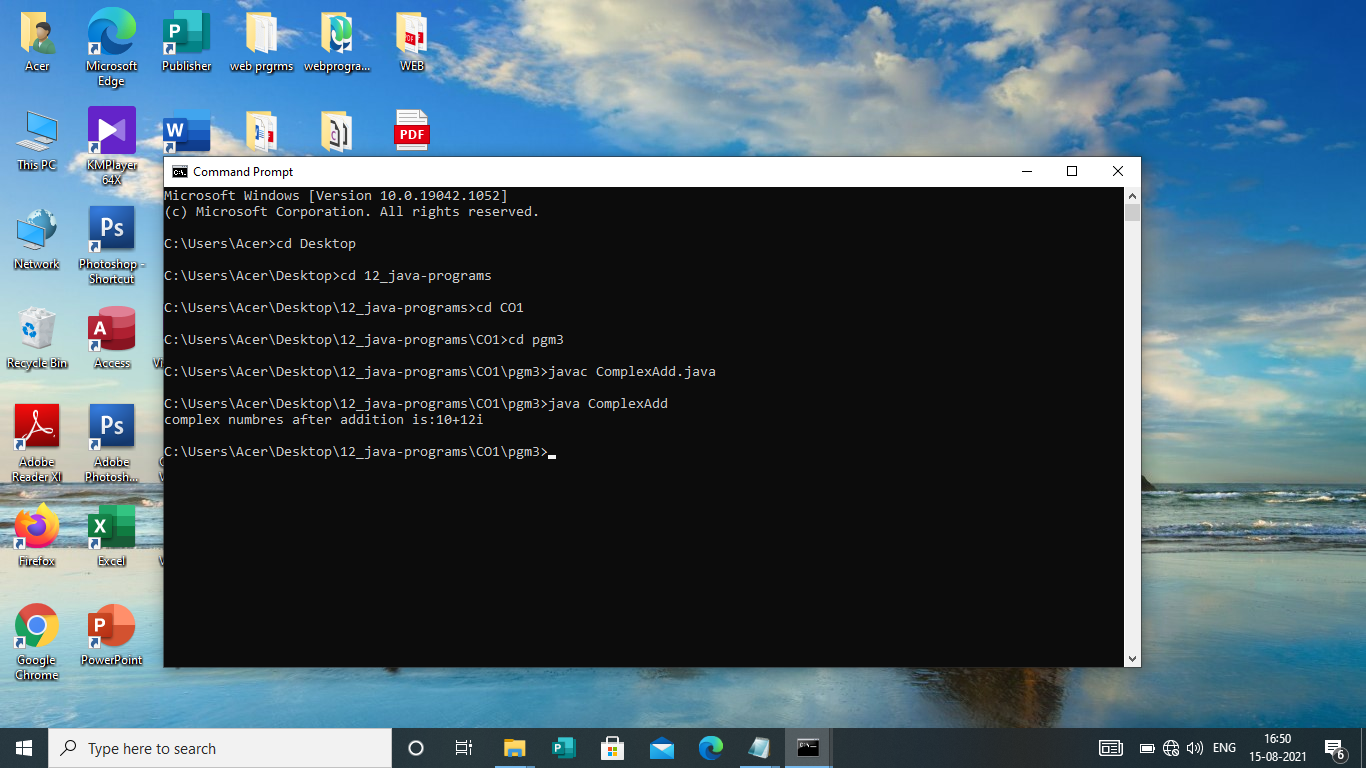 Acer
Microsoft Edge
Publisher
web prgrms
webprogra...
WEB
This PC
KMPlayer 64X
PDF
Network
Photoshop - Shortcut
Recycle Bin
Access
Adobe Reader XI
Adobe Photosh...
Firefox
Excel
Google Chrome
PowerPoint
Command Prompt
Microsoft Windows [Version 10.0.19042.1052]
(c) Microsoft Corporation. All rights reserved.
C:\Users\Acer>cd Desktop
C:\Users\Acer\Desktop>cd 12_java-programs
C:\Users\Acer\Desktop\12_java-programs>cd CO1
C:\Users\Acer\Desktop\12_java-programs\CO1>cd pgm3
C:\Users\Acer\Desktop\12_java-programs\CO1\pgm3>javac ComplexAdd.java
C:\Users\Acer\Desktop\12_java-programs\CO1\pgm3>java ComplexAdd
complex numbres after addition is:10+12i
C:\Users\Acer\Desktop\12_java-programs\CO1\pgm3>
Type here to search
ENG
16:50
15-08-2021
6